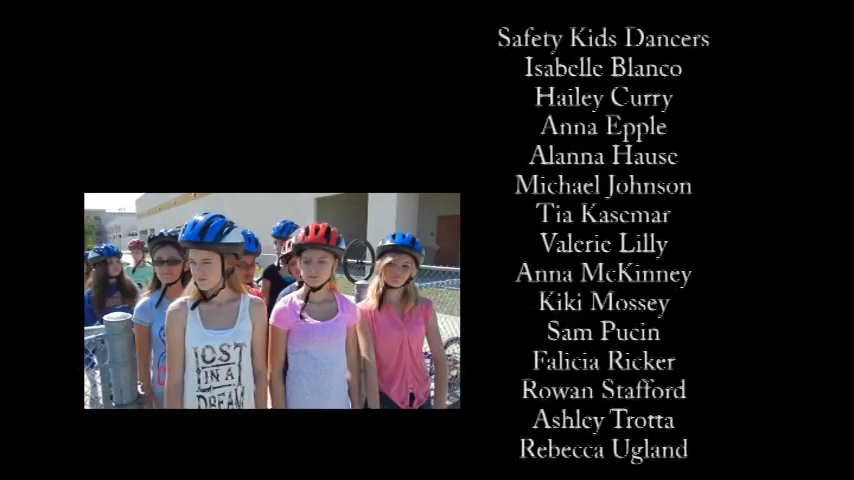 LOST
IN A
DREAM
Safety Kids Dancers
Isabelle Blanco
Hailey Curry
Anna Epple
Alanna Hause
Michael Johnson
Tia Kasemar
Valerie Lilly
Anna McKinney
Kiki Mossey
Sam Pucin
Falicia Ricker
Rowan Stafford
Ashley Trotta
Rebecca Ugland